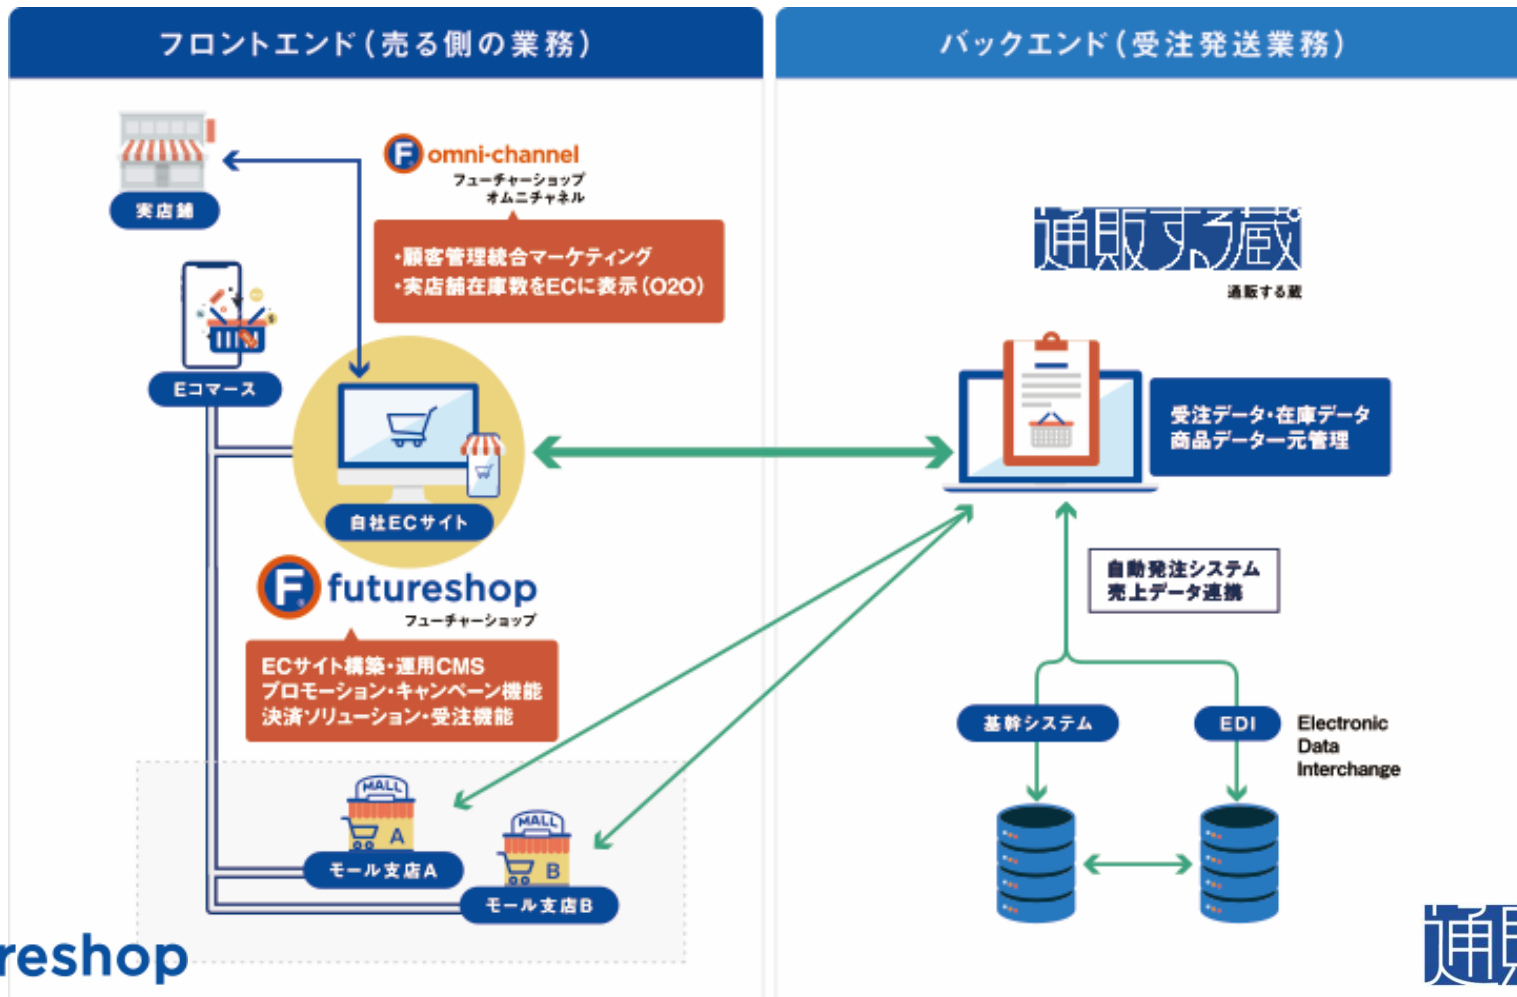 フロントエンド(売る側の業務)
バックエンド(受注発送業務)
実店舗
F omni-channel
フューチャーショップ
オムニチャネル
・顧客管理統合マーケティング
・実店舗在庫数をECに表示(O2O)
Eコマース
自社ECサイト
F futureshop
フューチャーショップ
ECサイト構築・運用CMS
プロモーション・キャンペーン機能
決済ソリューション・受注機能
MALL
A
モール支店A
MALL
B
モール支店B
reshop
通販する蔵
通販する蔵
受注データ・在庫データ
商品データ一元管理
自動発注システム
売上データ連携
基幹システム
EDI
Electronic
Data
Interchange
通販